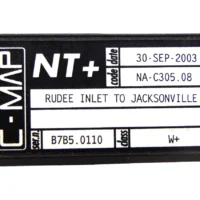 C-MAP
NT+
date 30-SEP-2003
code NA-C305.08
RUDEE INLET TO JACKSONVILLE
ser.n. B7B5.0110 class W+